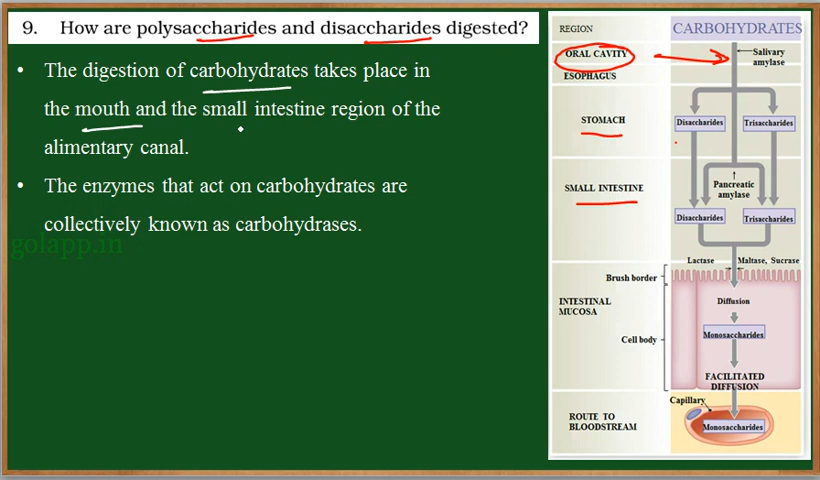 9. How are polysaccharides and disaccharides digested?
• The digestion of carbohydrates takes place in
the mouth and the small intestine region of the
alimentary canal.
• The enzymes that act on carbohydrates are
collectively known as carbohydrases.
golapp.in
REGION
CARBOHYDRATES
ORAL CAVITY
Salivary
amylase
ESOPHAGUS
STOMACH
Disaccharides
Trisaccharides
SMALL INTESTINE
Pancreatic
amylase
Disaccharides
Trisaccharides
Lactase
Maltase, Sucrase
Brush border
INTESTINAL
MUCOSA
Diffusion
Cell body
Monosaccharides
FACILITATED
DIFFUSION
Capillary
ROUTE TO
BLOODSTREAM
Monosaccharides